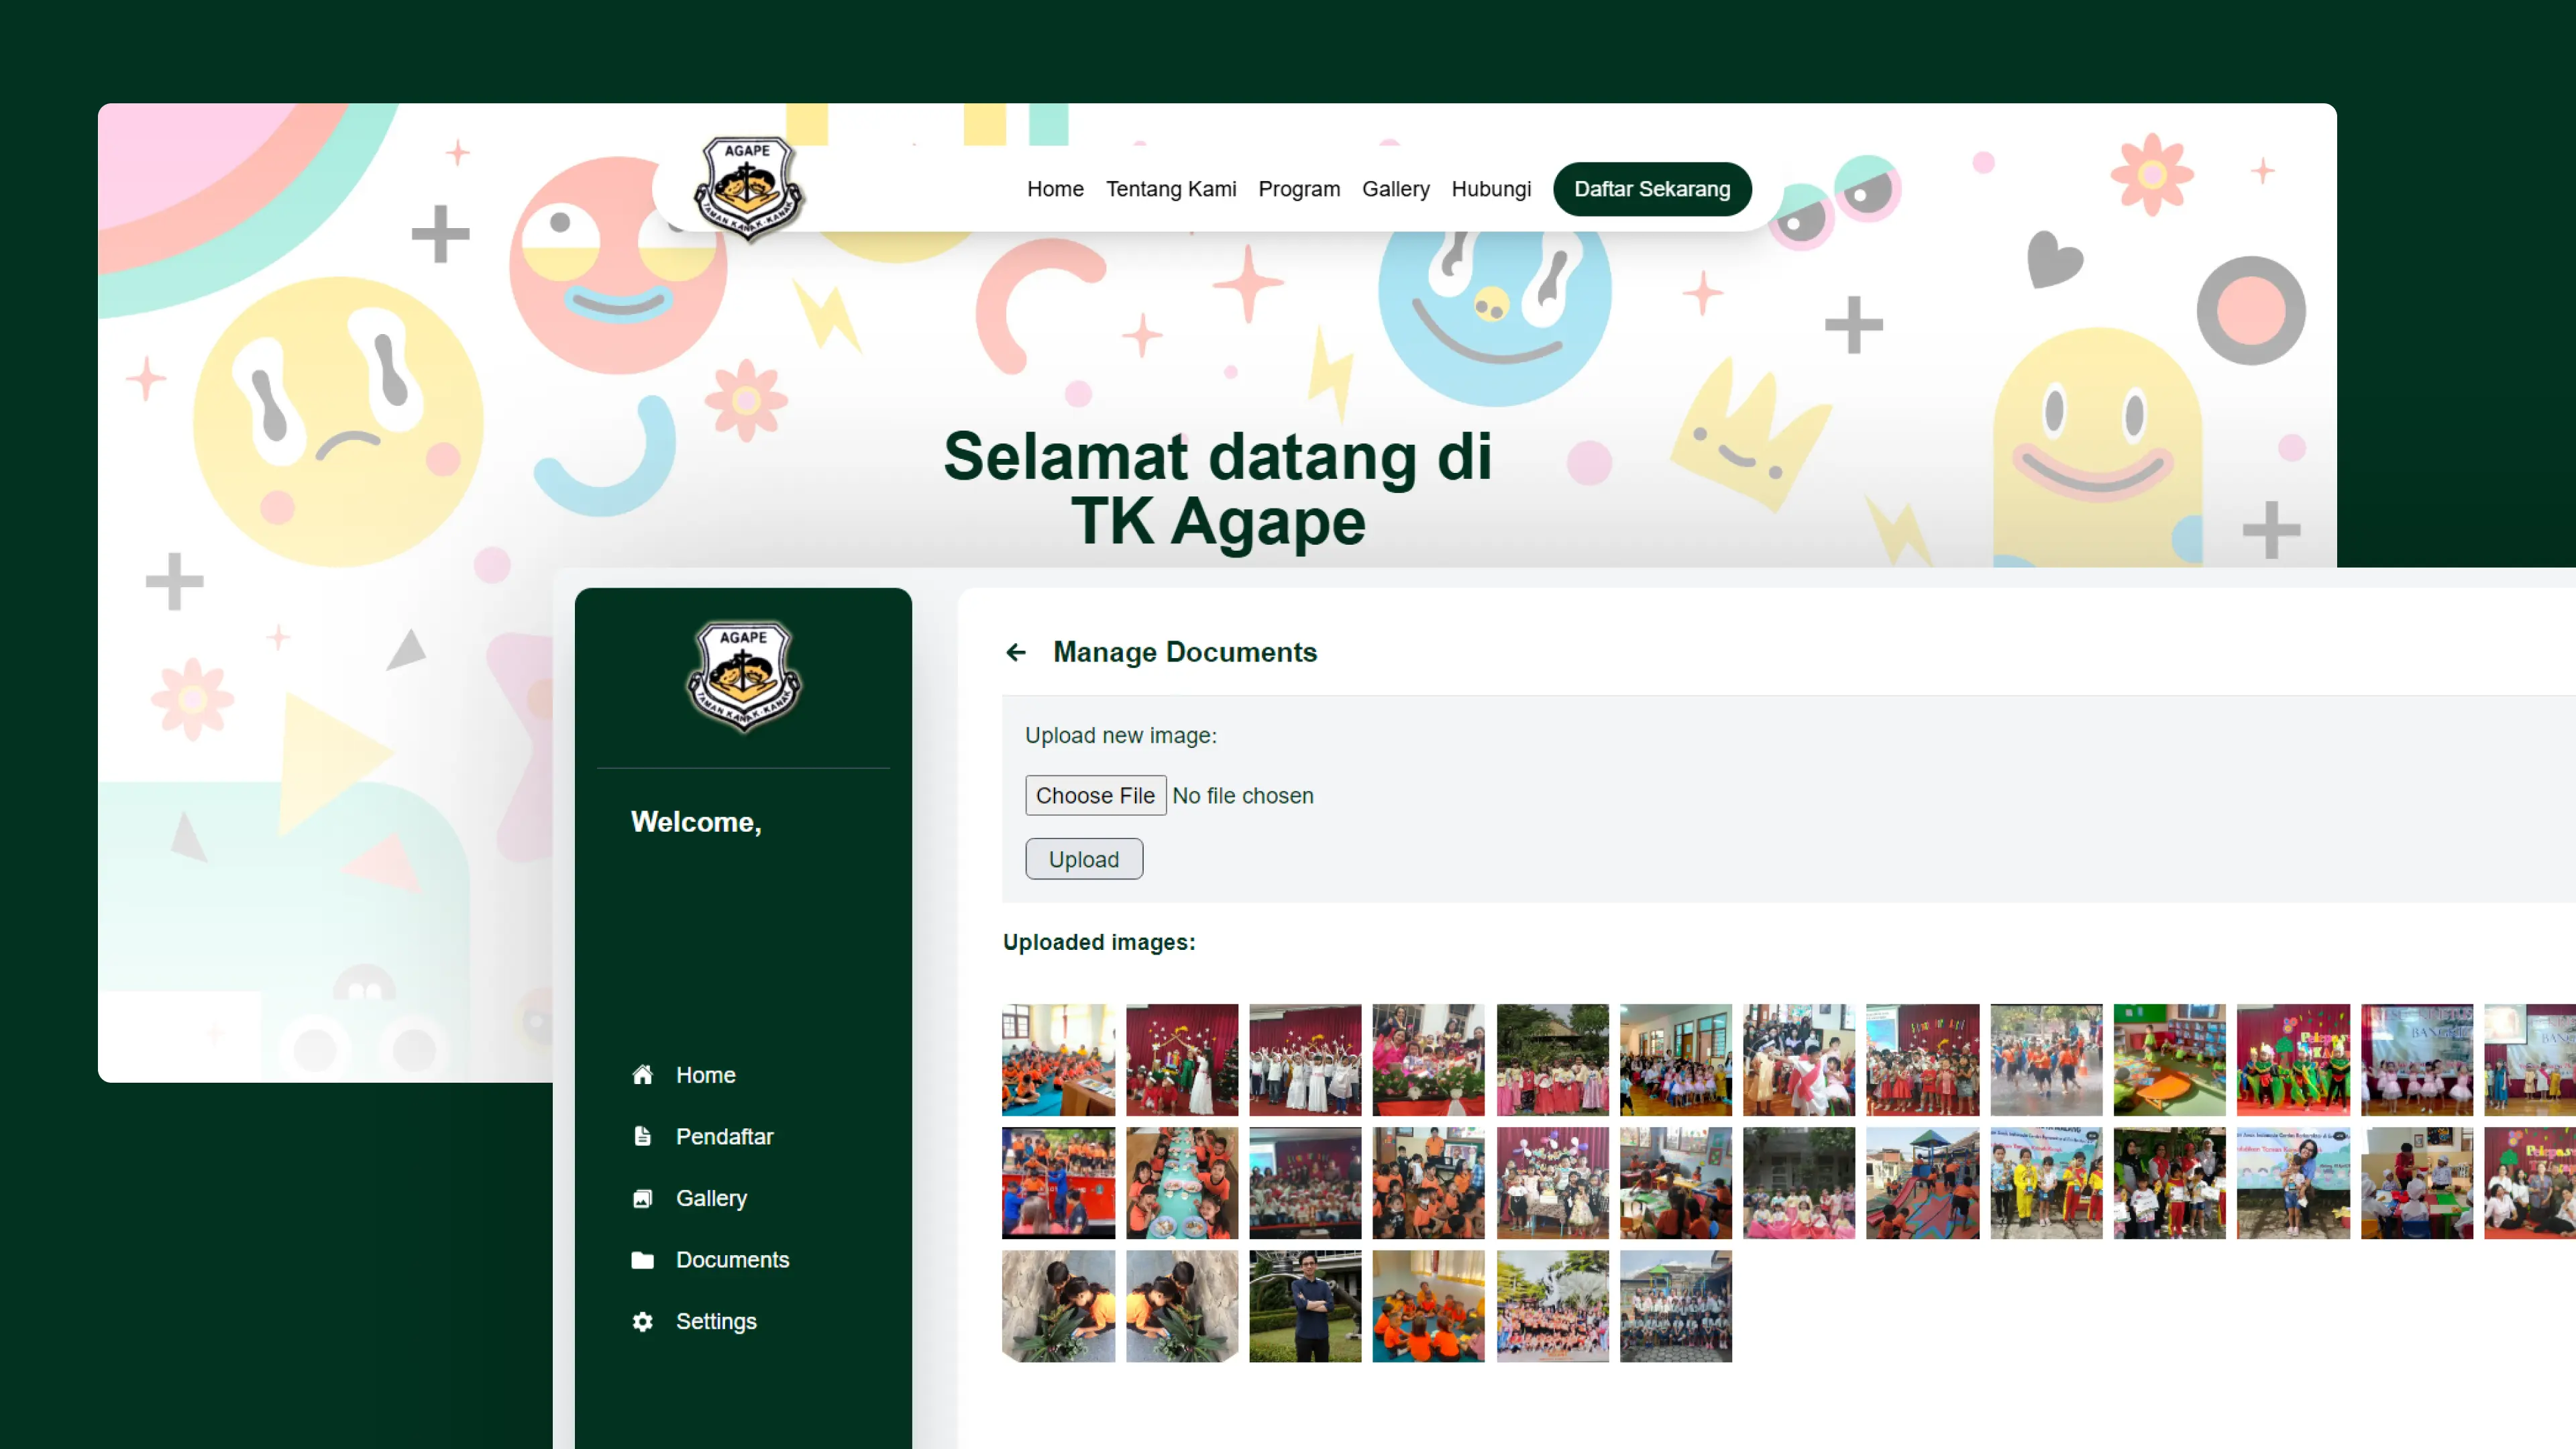 AGAPE
TAMAN KANAK-KANAK
Home Tentang Kami Program Gallery Hubungi Daftar Sekarang
Selamat datang di
TK Agape
AGAPE
TAMAN KANAK-KANAK
Welcome,
Home
Pendaftar
Gallery
Documents
Settings
Manage Documents
Upload new image:
Choose File No file chosen
Upload
Uploaded images: